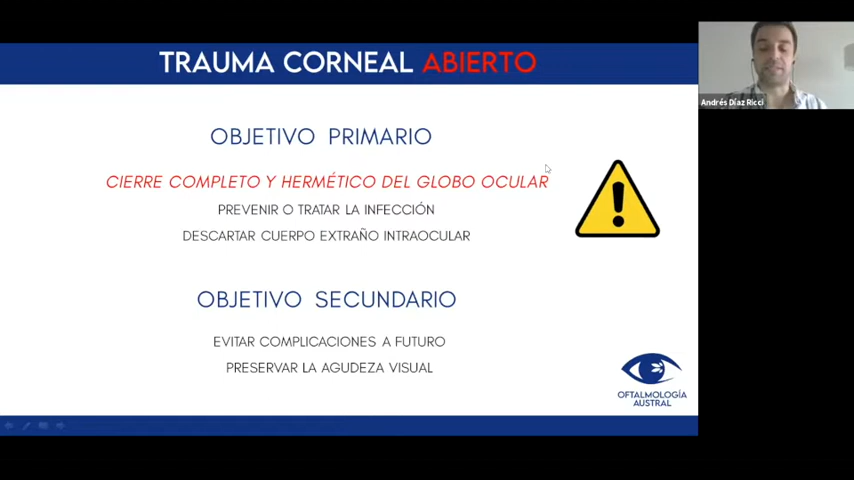 TRAUMA CORNEAL ABIERTO
Andrés Díaz Ricci
OBJETIVO PRIMARIO
CIERRE COMPLETO Y HERMÉTICO DEL GLOBO OCULAR
PREVENIR O TRATAR LA INFECCIÓN
DESCARTAR CUERPO EXTRAÑO INTRAOCULAR
OBJETIVO SECUNDARIO
EVITAR COMPLICACIONES A FUTURO
PRESERVAR LA AGUDEZA VISUAL
OFTALMOLOGÍA
AUSTRAL